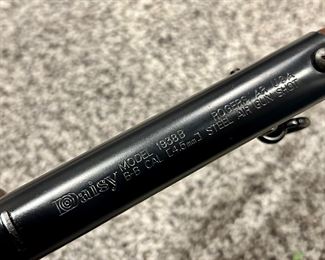 Daisy
MODEL 1938B
B·B CAL [4.5mm]
ROGERS, AR U.S.A
STEEL AIR GUN SHOT